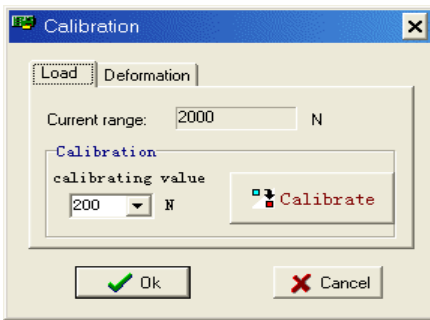 Calibration
Load Deformation
Current range: 2000 N
Calibration
calibrating value
200 N
Calibrate
Ok Cancel